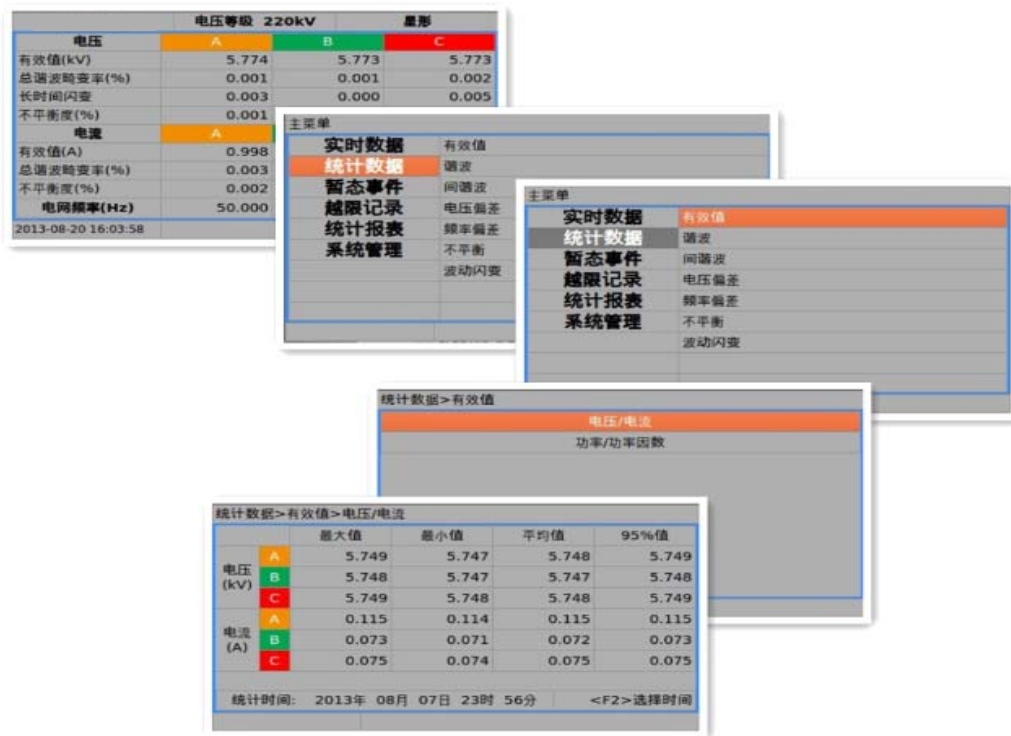 电压等级 220kV 星形
电压 A B C
有效值(kV) 5.774 5.773 5.773
总谐波畸变率(%) 0.001 0.001 0.002
长时间闪变 0.003 0.000 0.005
不平衡度(%) 0.001
电流 A
有效值(A) 0.998
总谐波畸变率(%) 0.003
不平衡度(%) 0.002
电网频率(Hz) 50.000
2013-08-20 16:03:58
主菜单
实时数据 有效值
统计数据 谐波
暂态事件 间谐波
越限记录 电压偏差
统计报表 频率偏差
系统管理 不平衡
波动闪变
主菜单
实时数据 有效值
统计数据 谐波
暂态事件 间谐波
越限记录 电压偏差
统计报表 频率偏差
系统管理 不平衡
波动闪变
统计数据>有效值
电压/电流
功率/功率因数
统计数据>有效值>电压/电流
最大值 最小值 平均值 95%值
电压(kV) A 5.749 5.747 5.748 5.749
B 5.748 5.747 5.747 5.748
C 5.749 5.748 5.748 5.749
电流(A) A 0.115 0.114 0.115 0.115
B 0.073 0.071 0.072 0.073
C 0.075 0.074 0.075 0.075
统计时间: 2013年 08月 07日 23时 56分 <F2>选择时间